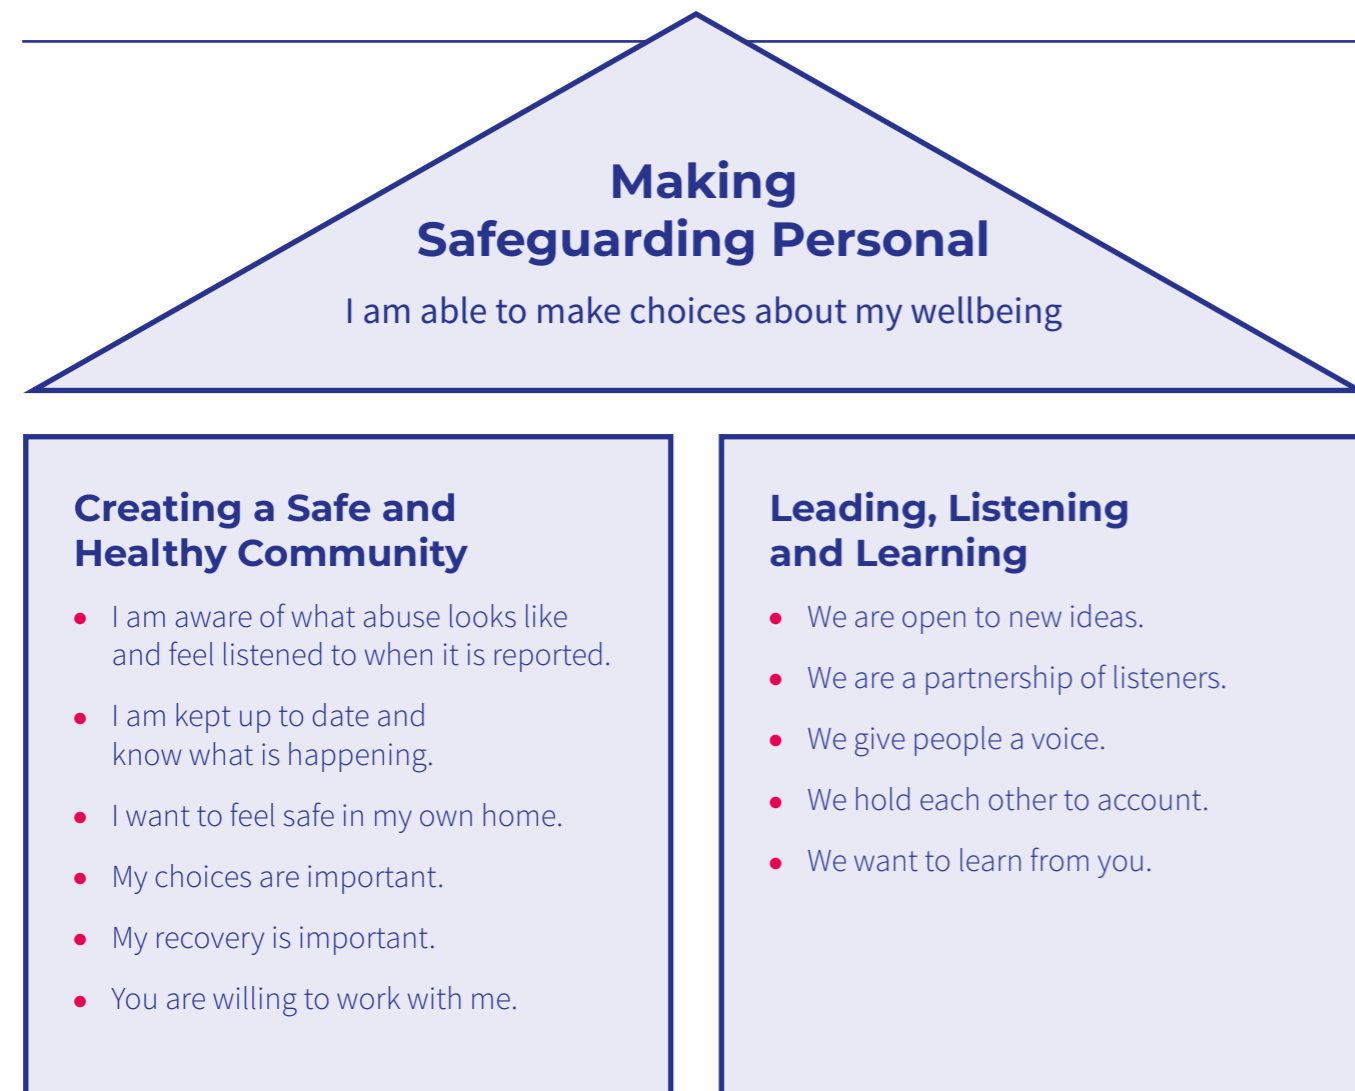 Making
Safeguarding Personal
I am able to make choices about my wellbeing
Creating a Safe and
Healthy Community
• I am aware of what abuse looks like
and feel listened to when it is reported.
• I am kept up to date and
know what is happening.
• I want to feel safe in my own home.
• My choices are important.
• My recovery is important.
• You are willing to work with me.
Leading, Listening
and Learning
• We are open to new ideas.
• We are a partnership of listeners.
• We give people a voice.
• We hold each other to account.
• We want to learn from you.